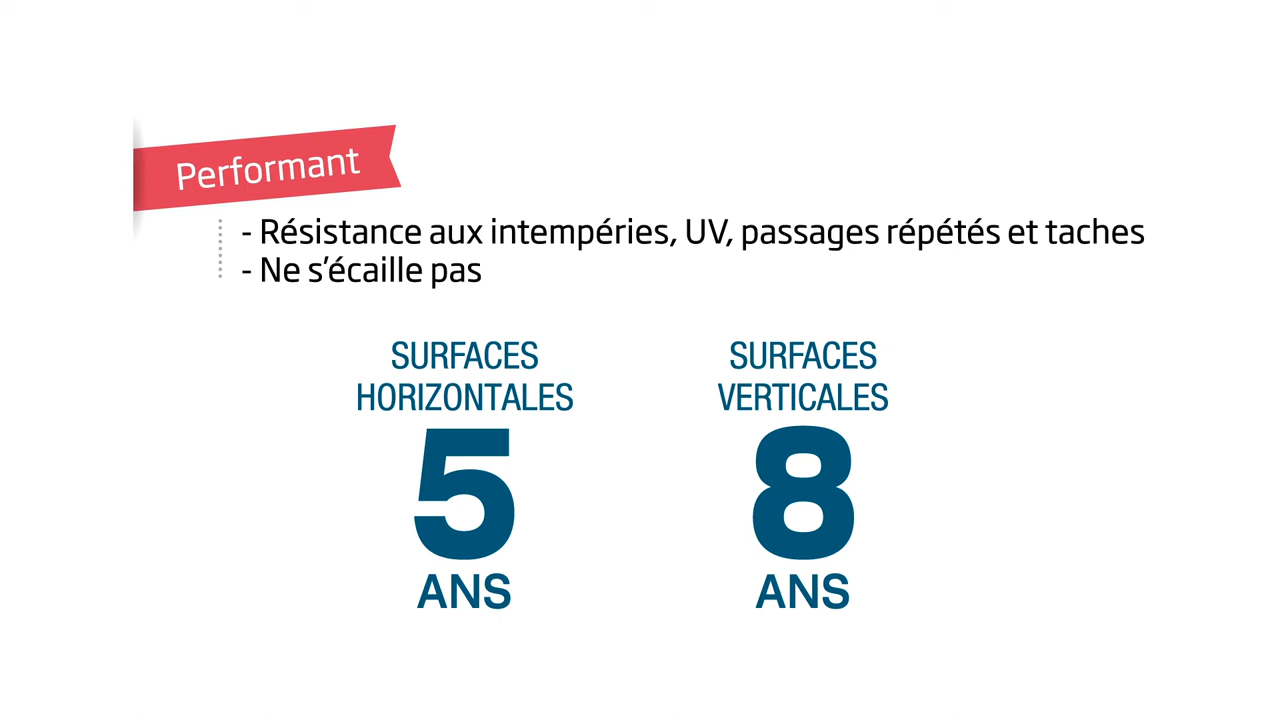 Performant
- Résistance aux intempéries, UV, passages répétés et taches
- Ne s’écaille pas
SURFACES
HORIZONTALES
5
ANS
SURFACES
VERTICALES
8
ANS